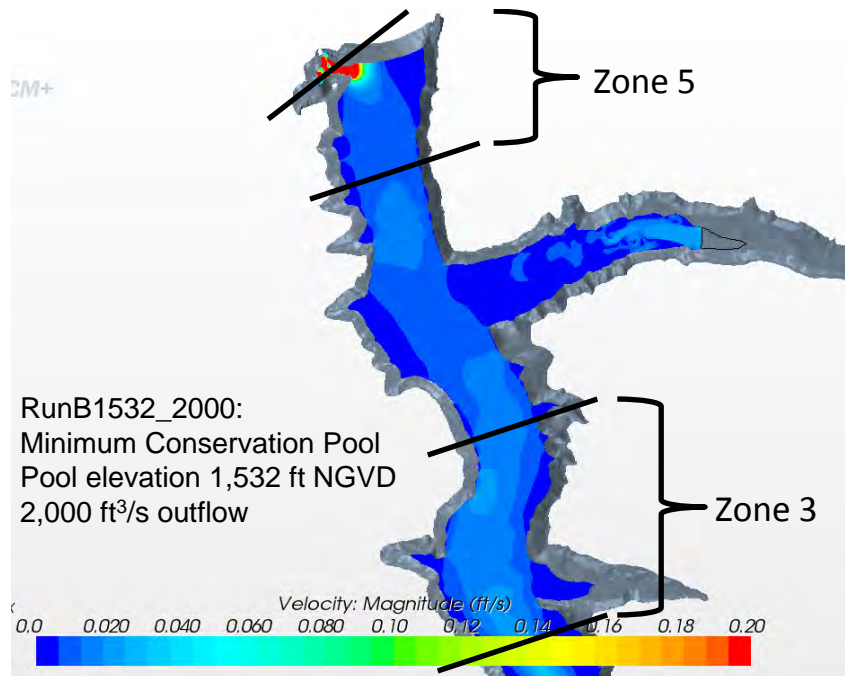 CM+
Zone 5
RunB1532_2000:
Minimum Conservation Pool
Pool elevation 1,532 ft NGVD
2,000 ft³/s outflow
Zone 3
Velocity: Magnitude (ft/s)
0.0 0.020 0.040 0.060 0.080 0.10 0.12 0.14 0.16 0.18 0.20